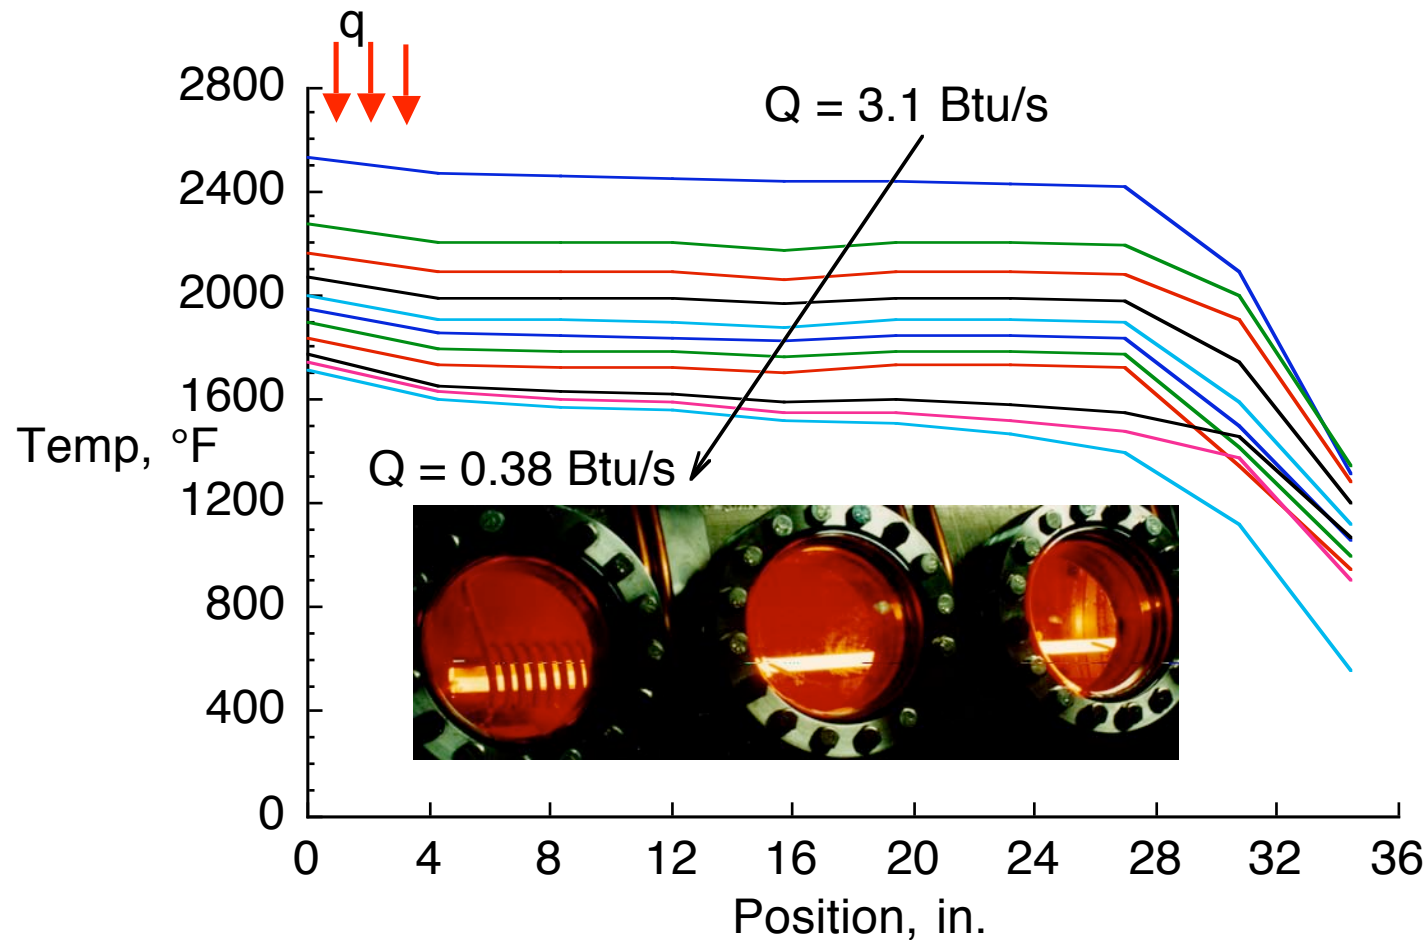 q
2800
Q = 3.1 Btu/s
2400
2000
1600
Temp, °F
Q = 0.38 Btu/s
1200
800
400
0
0 4 8 12 16 20 24 28 32 36
Position, in.